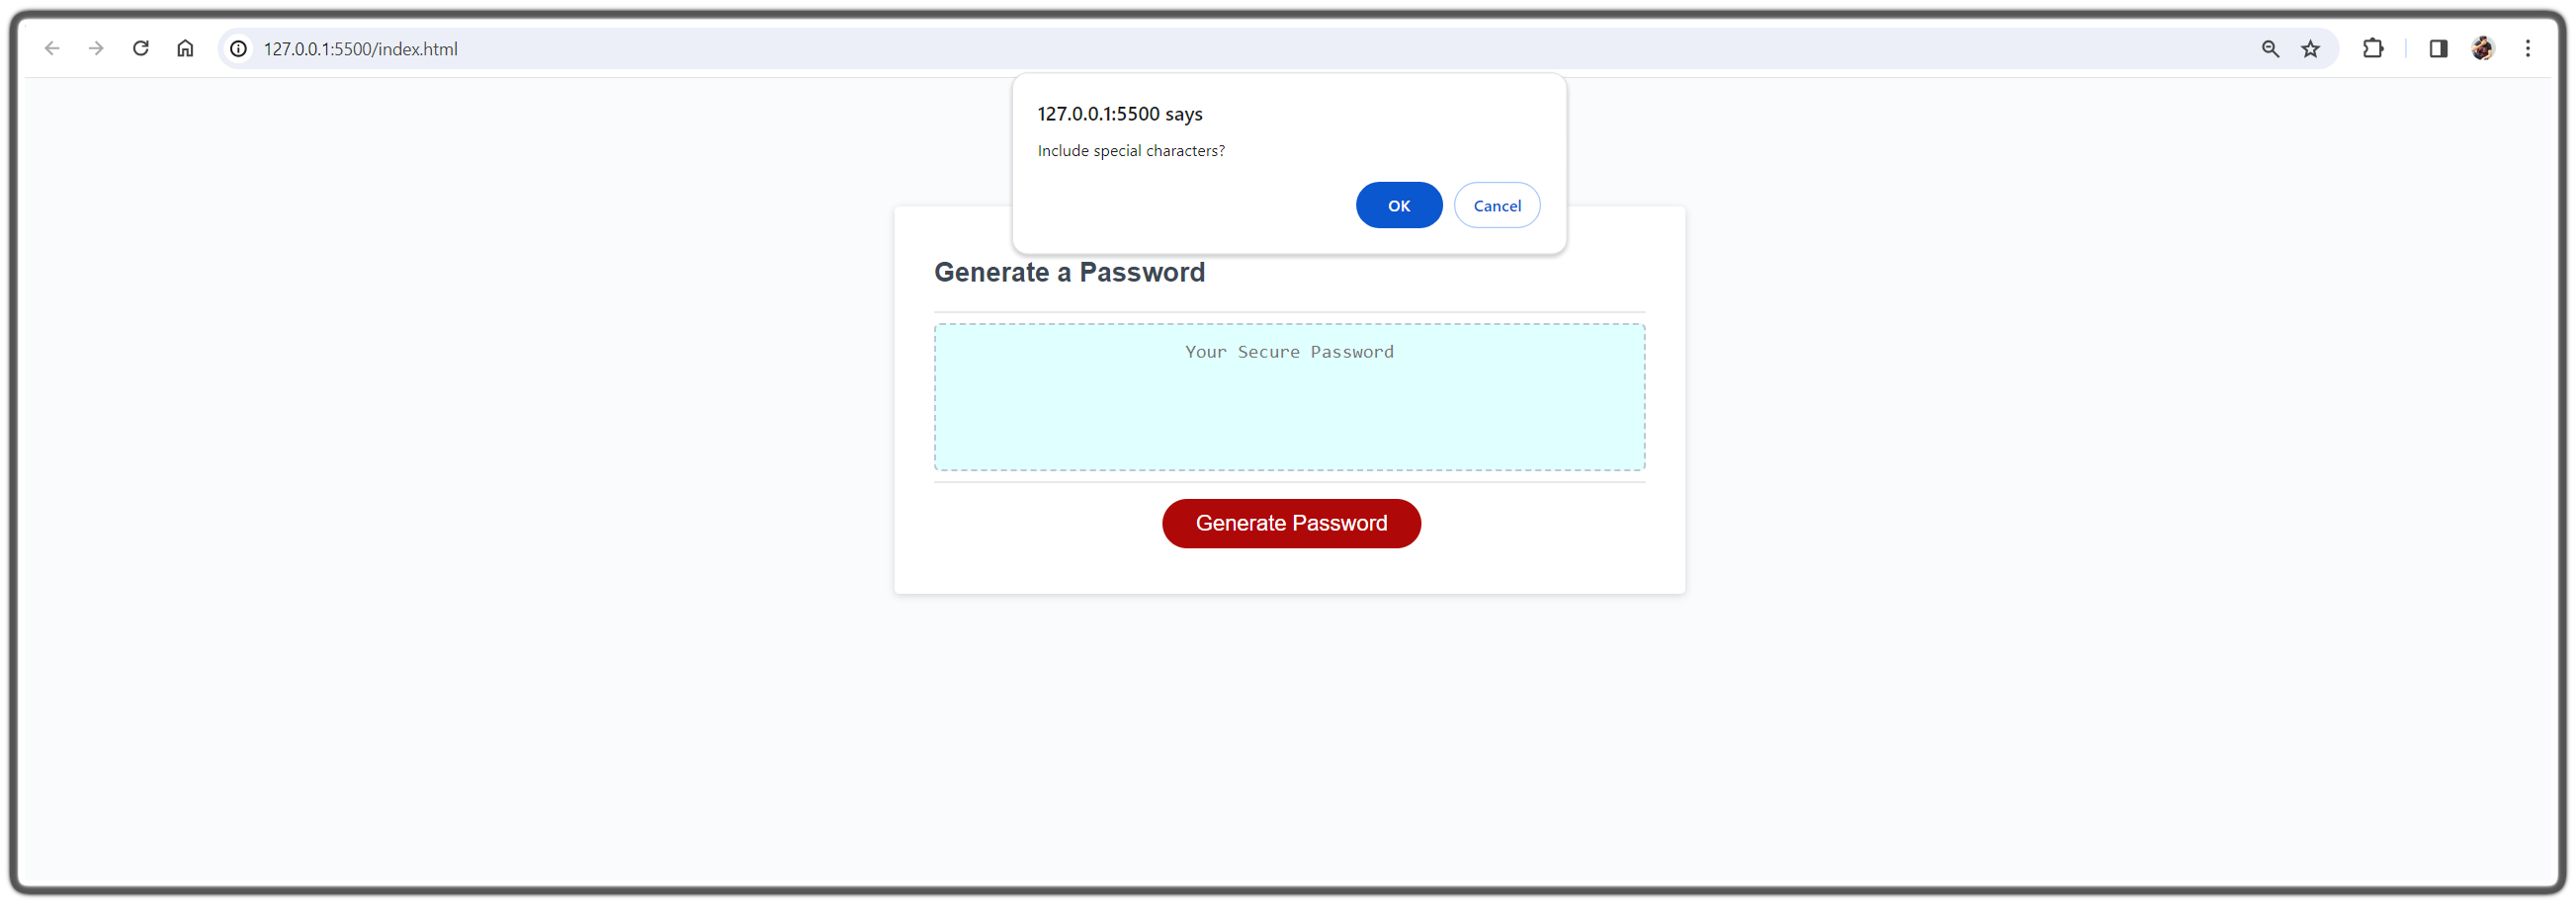 127.0.0.1:5500/index.html
127.0.0.1:5500 says
Include special characters?
OK
Cancel
Generate a Password
Your Secure Password
Generate Password